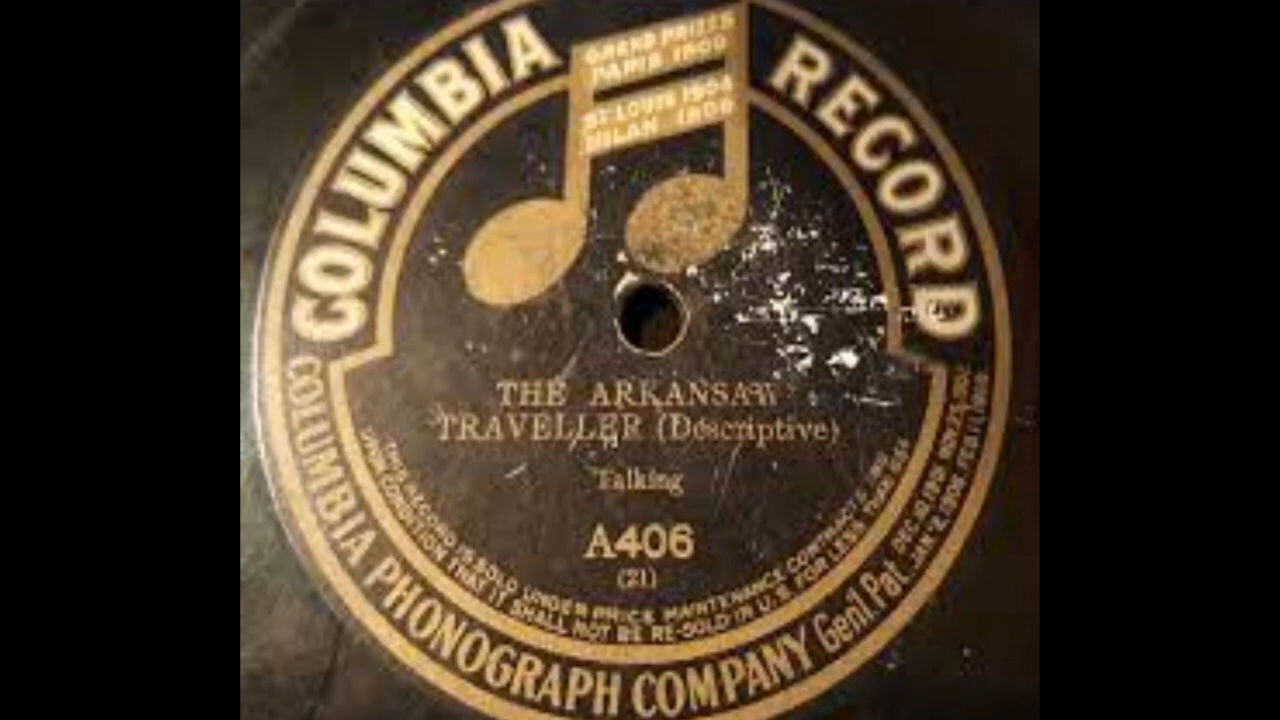 COLUMBIA RECORD
GRAND PRIZES
PARIS 1900
ST. LOUIS 1904
MILAN 1906
THE ARKANSAW
TRAVELLER (Descriptive)
Talking
A406
(21)
THIS RECORD IS SOLD UNDER PRICE MAINTENANCE CONTRACTS, AND
UPON CONDITION THAT IT SHALL NOT BE RE-SOLD IN U.S. FOR LESS THAN
COLUMBIA PHONOGRAPH COMPANY Gen'l. Pat